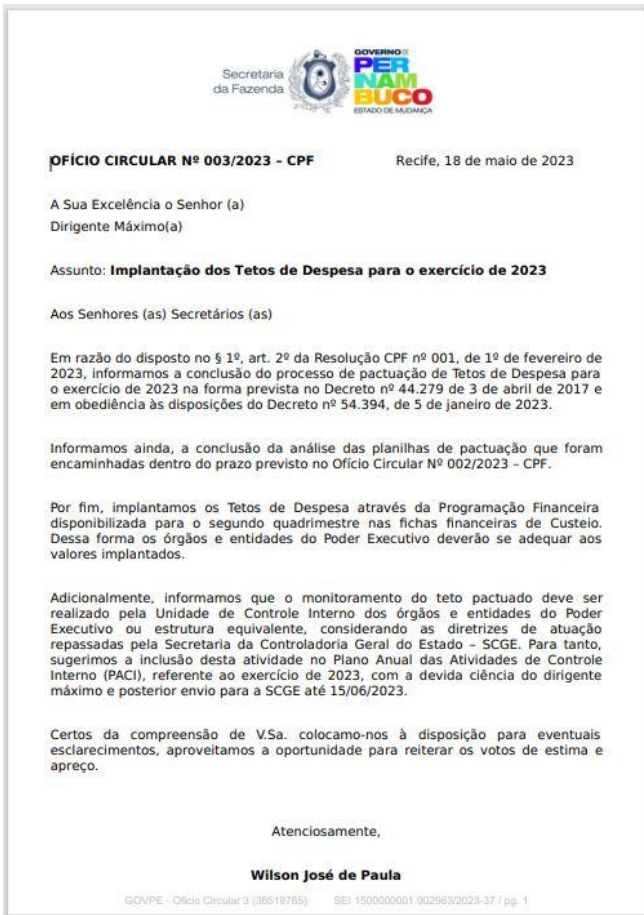 Secretaria
da Fazenda
GOVERNO DE
PER
NAM
BUCO
ESTADO DE MUDANÇA
OFÍCIO CIRCULAR Nº 003/2023 – CPF Recife, 18 de maio de 2023
A Sua Excelência o Senhor (a)
Dirigente Máximo(a)
Assunto: Implantação dos Tetos de Despesa para o exercício de 2023
Aos Senhores (as) Secretários (as)
Em razão do disposto no § 1º, art. 2º da Resolução CPF nº 001, de 1º de fevereiro de
2023, informamos a conclusão do processo de pactuação de Tetos de Despesa para
o exercício de 2023 na forma prevista no Decreto nº 44.279 de 3 de abril de 2017 e
em obediência às disposições do Decreto nº 54.394, de 5 de janeiro de 2023.
Informamos ainda, a conclusão da análise das planilhas de pactuação que foram
encaminhadas dentro do prazo previsto no Ofício Circular Nº 002/2023 – CPF.
Por fim, implantamos os Tetos de Despesa através da Programação Financeira
disponibilizada para o segundo quadrimestre nas fichas financeiras de Custeio.
Dessa forma os órgãos e entidades do Poder Executivo deverão se adequar aos
valores implantados.
Adicionalmente, informamos que o monitoramento do teto pactuado deve ser
realizado pela Unidade de Controle Interno dos órgãos e entidades do Poder
Executivo ou estrutura equivalente, considerando as diretrizes de atuação
repassadas pela Secretaria da Controladoria Geral do Estado – SCGE. Para tanto,
sugerimos a inclusão desta atividade no Plano Anual das Atividades de Controle
Interno (PACI), referente ao exercício de 2023, com a devida ciência do dirigente
máximo e posterior envio para a SCGE até 15/06/2023.
Certos da compreensão de V.Sa. colocamo-nos à disposição para eventuais
esclarecimentos, aproveitamos a oportunidade para reiterar os votos de estima e
apreço.
Atenciosamente,
Wilson José de Paula
GOVPE - Ofício Circular 3 (36519765) SEI 1500000001.002963/2023-37 / pg. 1